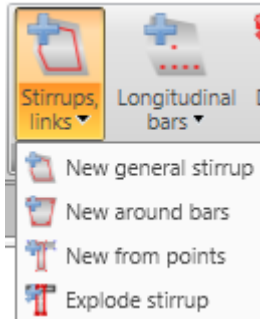 Stirrups,
links
Longitudinal
bars
New general stirrup
New around bars
New from points
Explode stirrup